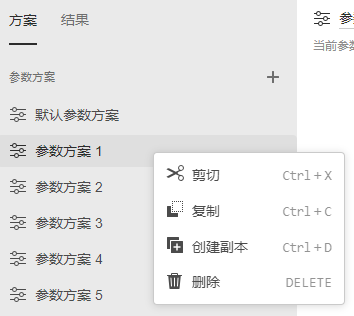 方案 结果
参数方案
默认参数方案
参数方案 1
参数方案 2
参数方案 3
参数方案 4
参数方案 5
剪切 Ctrl+X
复制 Ctrl+C
创建副本 Ctrl+D
删除 DELETE
当前参数